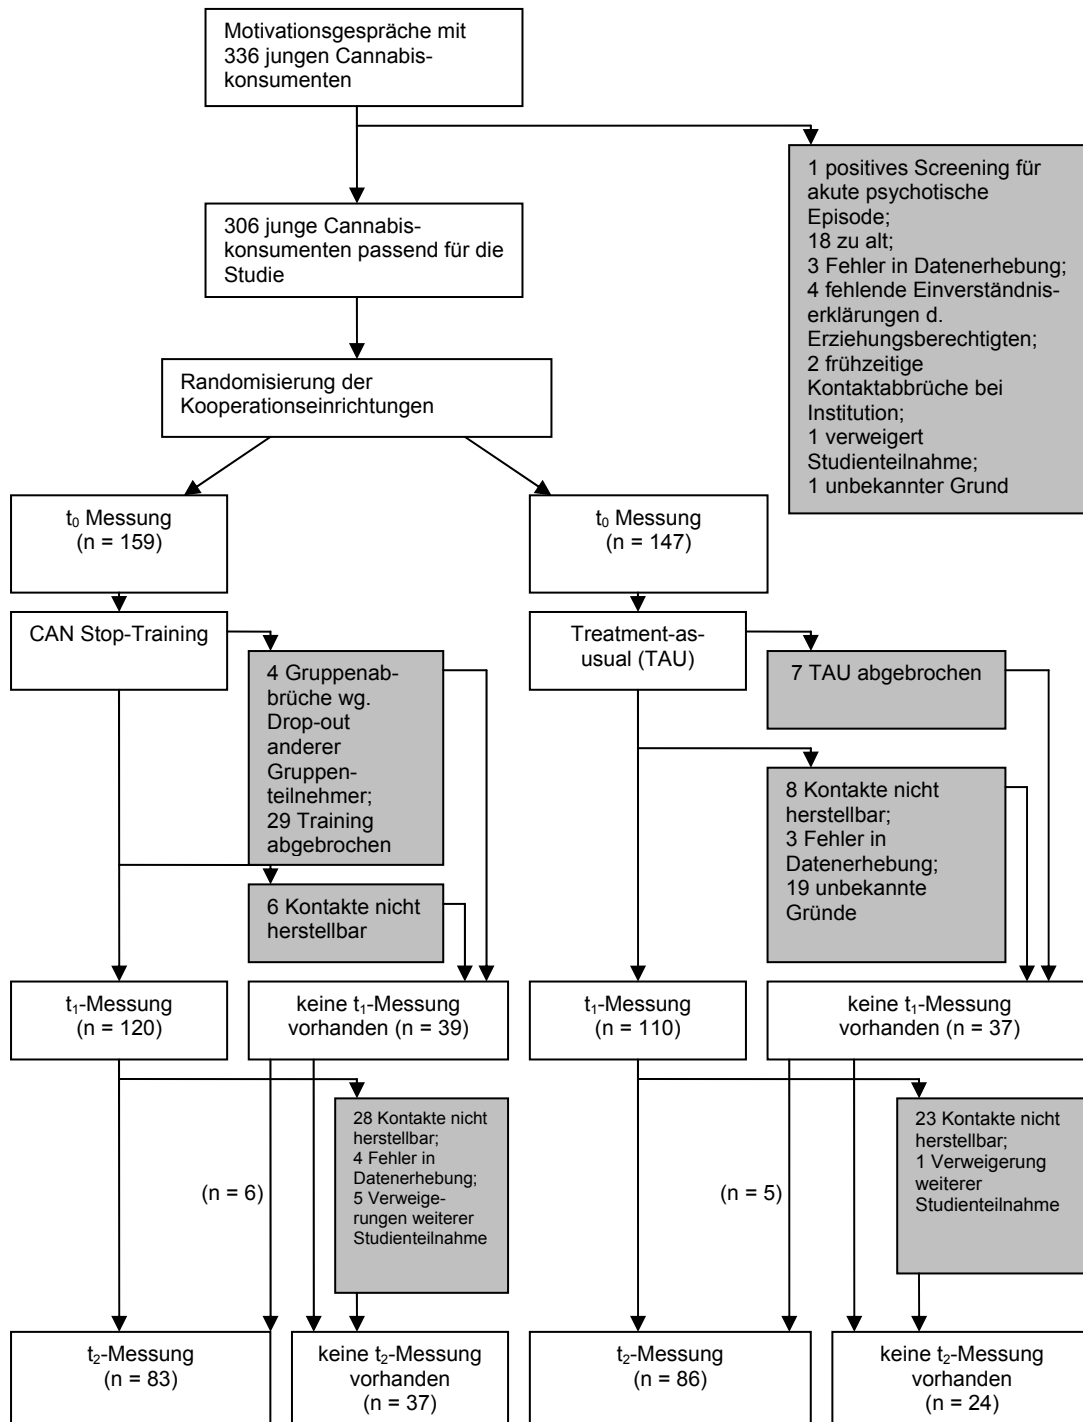 Motivationsgespräche mit
336 jungen Cannabis-
konsumenten
1 positives Screening für
akute psychotische
Episode;
18 zu alt;
3 Fehler in Datenerhebung;
4 fehlende Einverständnis-
erklärungen d.
Erziehungsberechtigten;
2 frühzeitige
Kontaktabbrüche bei
Institution;
1 verweigert
Studienteilnahme;
1 unbekannter Grund
306 junge Cannabis-
konsumenten passend für die
Studie
Randomisierung der
Kooperationseinrichtungen
t₀ Messung
(n = 159)
t₀ Messung
(n = 147)
CAN Stop-Training
4 Gruppenab-
brüche wg.
Drop-out
anderer
Gruppen-
teilnehmer;
29 Training
abgebrochen
6 Kontakte nicht
herstellbar
Treatment-as-
usual (TAU)
7 TAU abgebrochen
8 Kontakte nicht
herstellbar;
3 Fehler in
Datenerhebung;
19 unbekannte
Gründe
t₁-Messung
(n = 120)
keine t₁-Messung
vorhanden (n = 39)
t₁-Messung
(n = 110)
keine t₁-Messung
vorhanden (n = 37)
(n = 6)
28 Kontakte nicht
herstellbar;
4 Fehler in
Datenerhebung;
5 Verweige-
rungen weiterer
Studienteilnahme
(n = 5)
23 Kontakte nicht
herstellbar;
1 Verweigerung
weiterer
Studienteilnahme
t₂-Messung
(n = 83)
keine t₂-Messung
vorhanden
(n = 37)
t₂-Messung
(n = 86)
keine t₂-Messung
vorhanden
(n = 24)